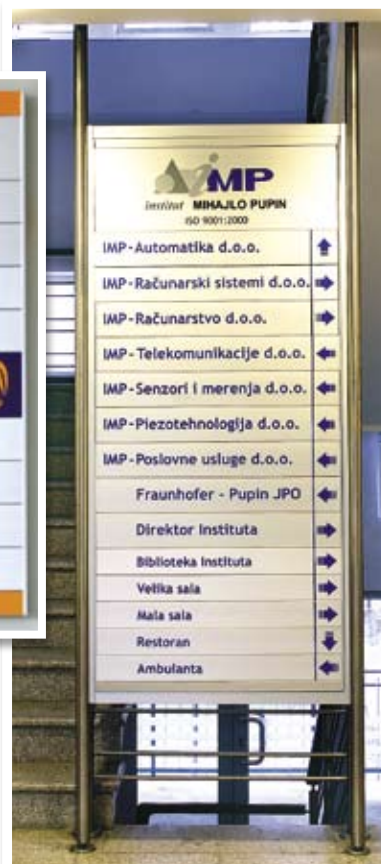 IMP
Institut MIHAJLO PUPIN
ISO 9001:2000
IMP-Automatika d.o.o.
IMP-Računarski sistemi d.o.o.
IMP-Računarstvo d.o.o.
IMP-Telekomunikacije d.o.o.
IMP-Senzori i merenja d.o.o.
IMP-Piezotehnologija d.o.o.
IMP-Poslovne usluge d.o.o.
Fraunhofer - Pupin JPO
Direktor Instituta
Biblioteka Instituta
Velika sala
Mala sala
Restoran
Ambulanta